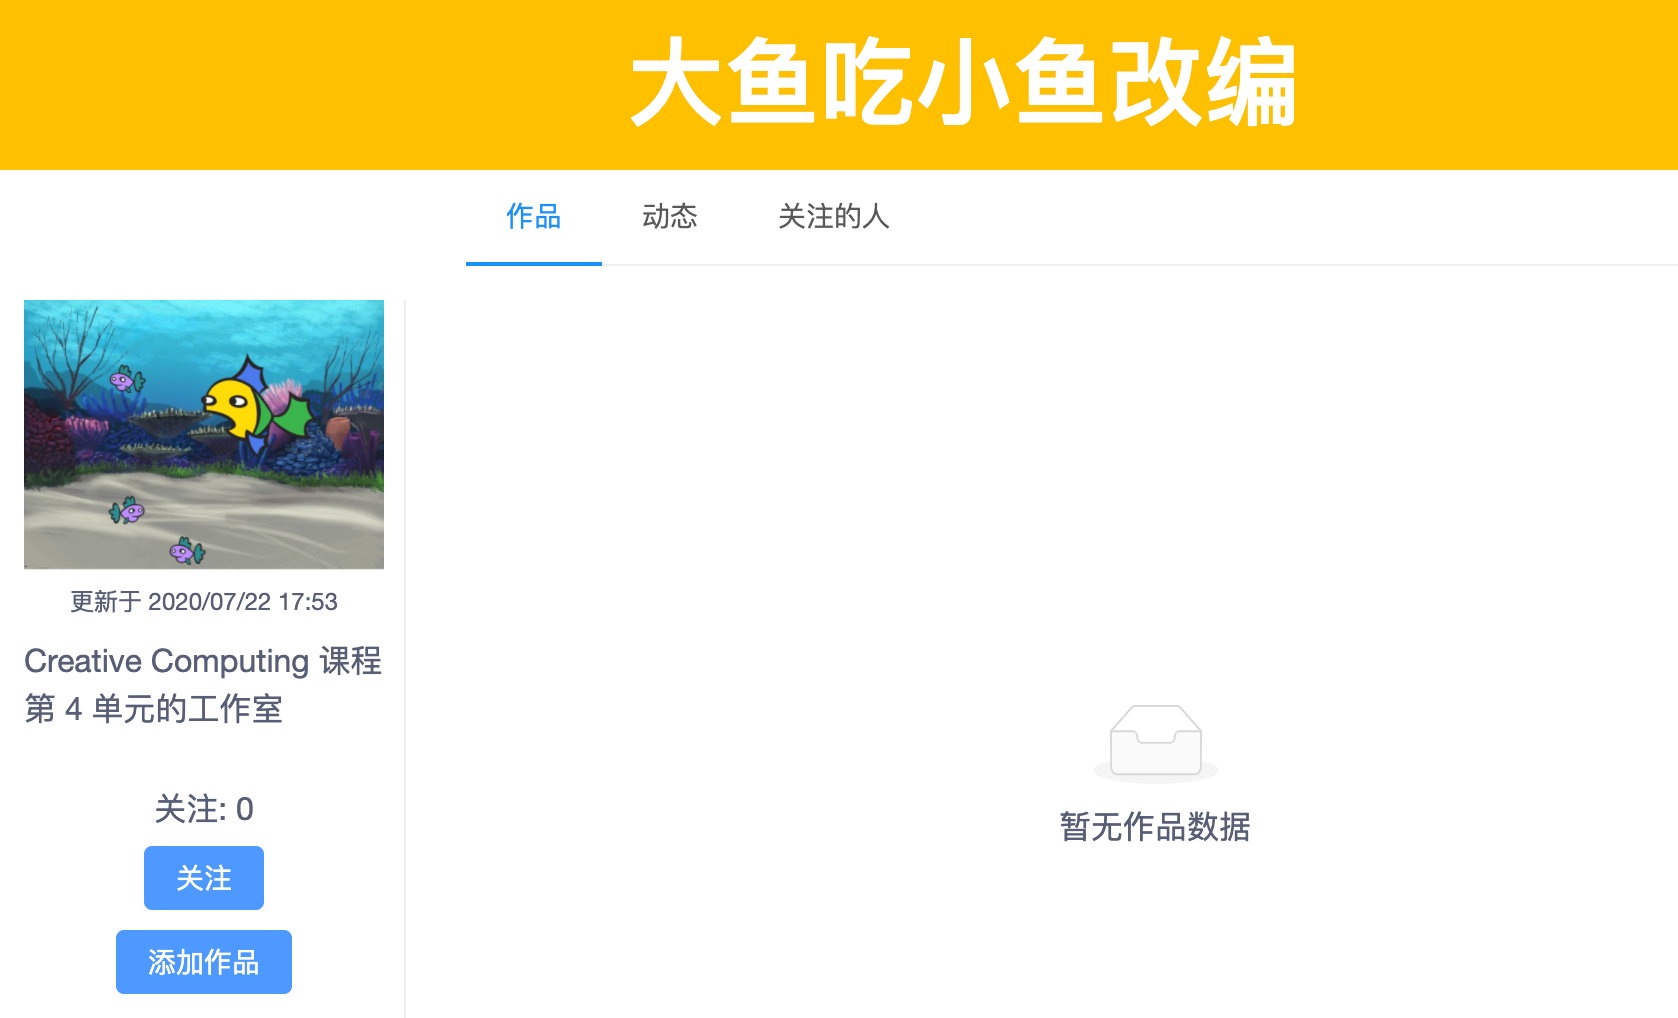 大鱼吃小鱼改编
作品
动态
关注的人
更新于 2020/07/22 17:53
Creative Computing 课程
第 4 单元的工作室
关注: 0
关注
添加作品
暂无作品数据